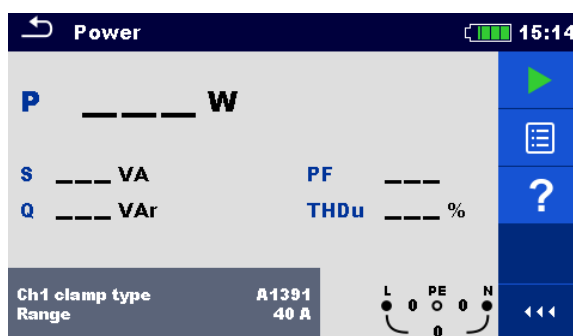 Power 15:14
P ___ W
S ___ VA PF ___
Q ___ VAr THDu ___ %
?
Ch1 clamp type A1391
Range 40 A
L PE N
0 0
0